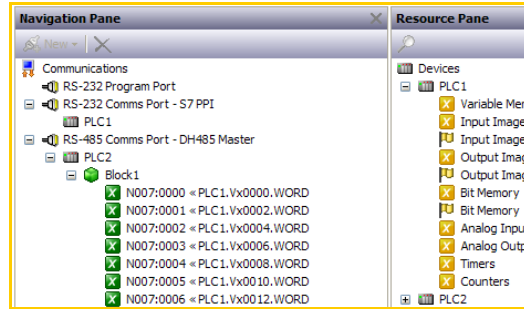 Navigation Pane
New
Communications
RS-232 Program Port
RS-232 Comms Port - S7 PPI
PLC1
RS-485 Comms Port - DH485 Master
PLC2
Block1
N007:0000 « PLC1.Vx0000.WORD
N007:0001 « PLC1.Vx0002.WORD
N007:0002 « PLC1.Vx0004.WORD
N007:0003 « PLC1.Vx0006.WORD
N007:0004 « PLC1.Vx0008.WORD
N007:0005 « PLC1.Vx0010.WORD
N007:0006 « PLC1.Vx0012.WORD
Resource Pane
Devices
PLC1
Variable Mem
Input Image
Input Image
Output Imag
Output Imag
Bit Memory
Bit Memory
Analog Inpu
Analog Outp
Timers
Counters
PLC2